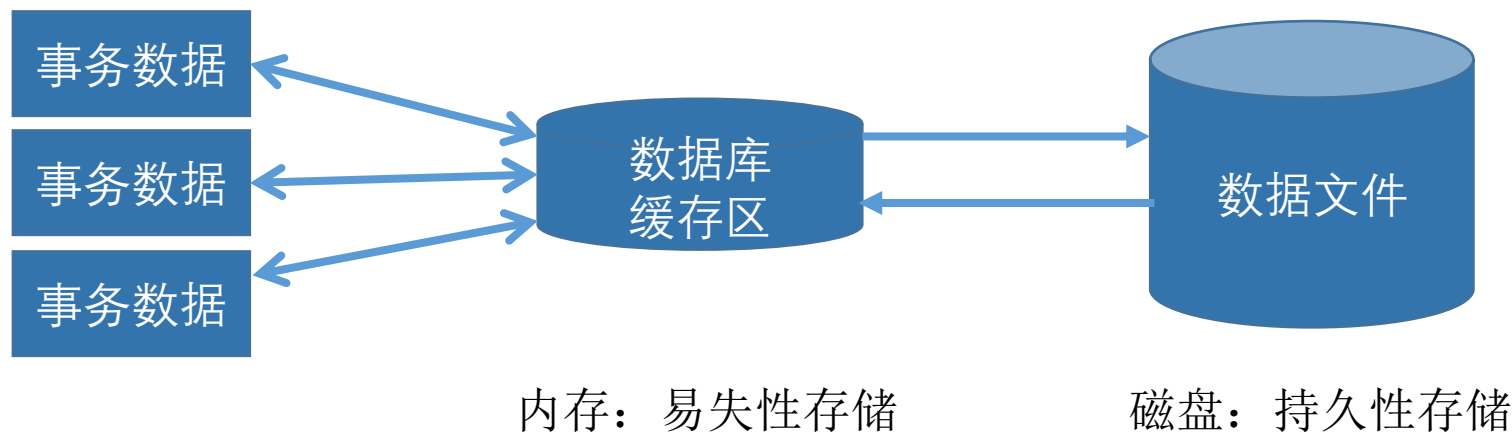 事务数据
事务数据
事务数据
数据库
缓存区
数据文件
内存：易失性存储
磁盘：持久性存储